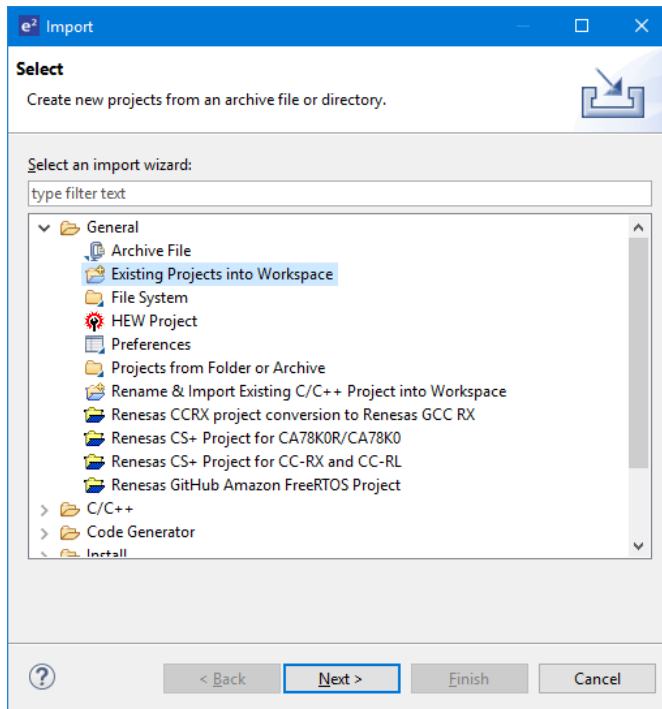 e² Import
Select
Create new projects from an archive file or directory.
Select an import wizard:
type filter text
General
Archive File
Existing Projects into Workspace
File System
HEW Project
Preferences
Projects from Folder or Archive
Rename & Import Existing C/C++ Project into Workspace
Renesas CCRX project conversion to Renesas GCC RX
Renesas CS+ Project for CA78K0R/CA78K0
Renesas CS+ Project for CC-RX and CC-RL
Renesas GitHub Amazon FreeRTOS Project
C/C++
Code Generator
Install
? < Back Next > Finish Cancel